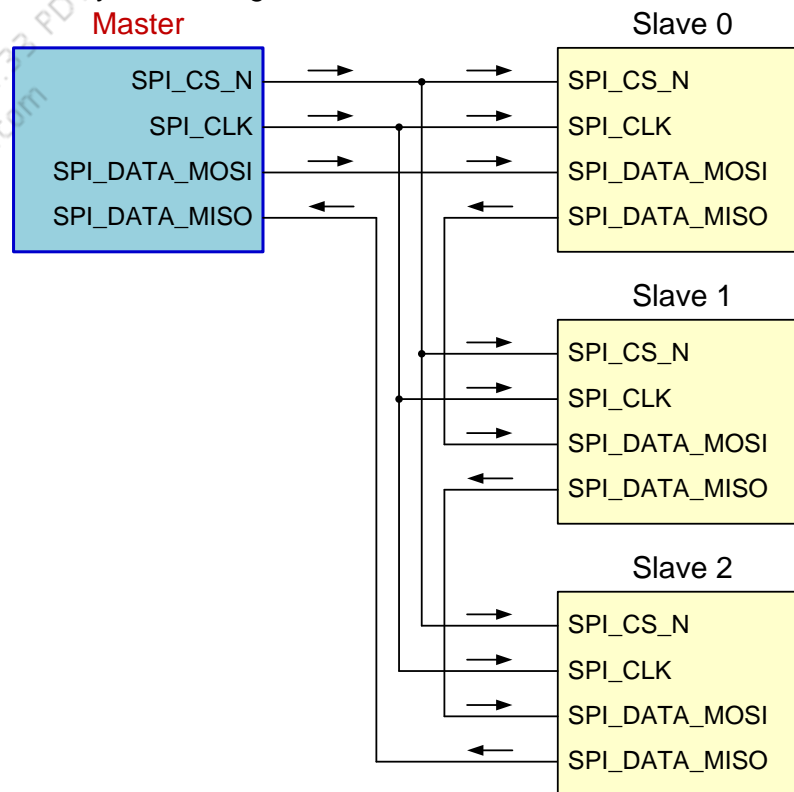 Master
SPI_CS_N
SPI_CLK
SPI_DATA_MOSI
SPI_DATA_MISO
Slave 0
SPI_CS_N
SPI_CLK
SPI_DATA_MOSI
SPI_DATA_MISO
Slave 1
SPI_CS_N
SPI_CLK
SPI_DATA_MOSI
SPI_DATA_MISO
Slave 2
SPI_CS_N
SPI_CLK
SPI_DATA_MOSI
SPI_DATA_MISO